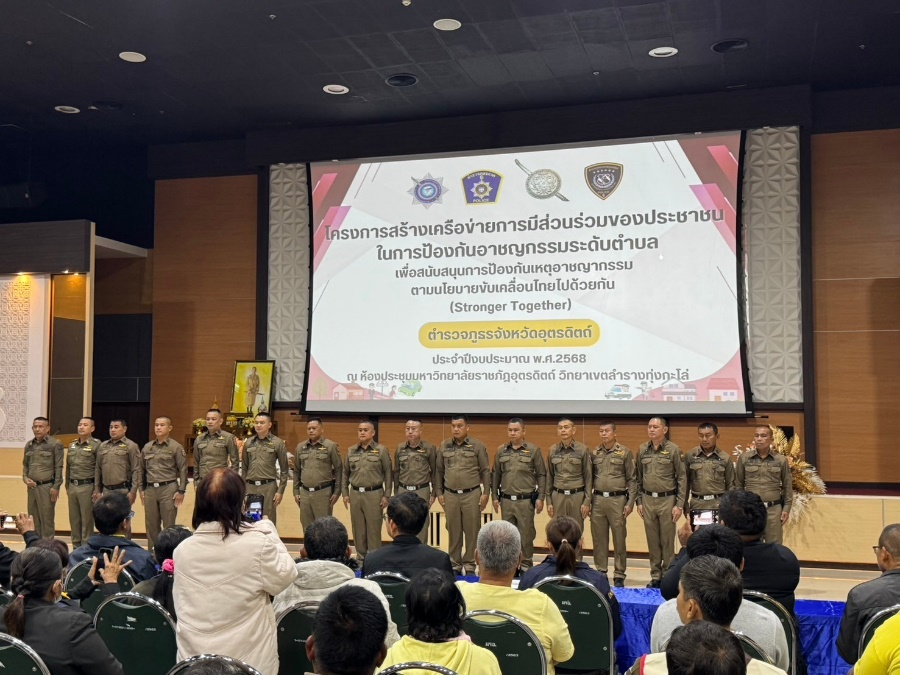 โครงการสร้างเครือข่ายการมีส่วนร่วมของประชาชน
ในการป้องกันอาชญกรรมระดับตำบล
เพื่อสนับสนุนการป้องกันเหตุอาชญากรรม
ตามนโยบายขับเคลื่อนไทยไปด้วยกัน
(Stronger Together)
ตำรวจภูธรจังหวัดอุตรดิตถ์
ประจำปีงบประมาณ พ.ศ.2568
ณ ห้องประชุมมหาวิทยาลัยราชภัฏอุตรดิตถ์ วิทยาเขตลำรางทุ่งกะโล่